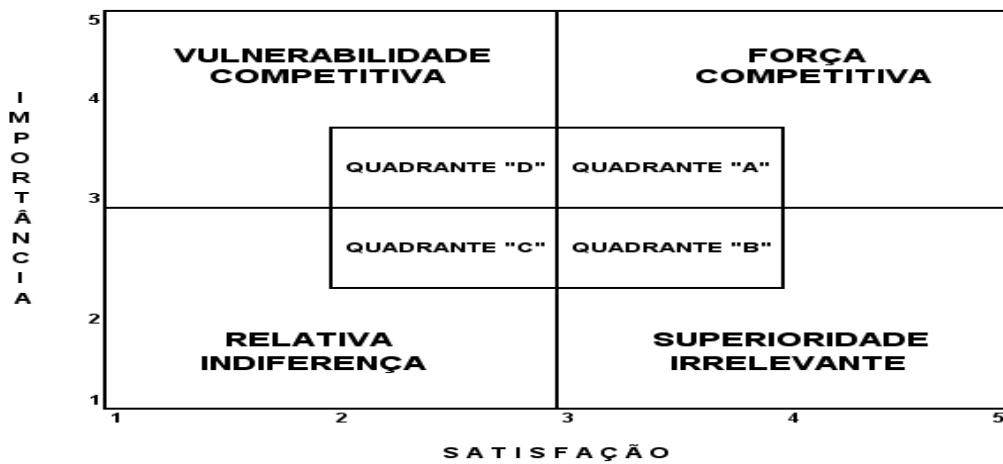 5
VULNERABILIDADE
COMPETITIVA
FORÇA
COMPETITIVA
4
QUADRANTE "D"
QUADRANTE "A"
3
IMPORTÂNCIA
QUADRANTE "C"
QUADRANTE "B"
2
RELATIVA
INDIFERENÇA
SUPERIORIDADE
IRRELEVANTE
1
1 2 3 4 5
SATISFAÇÃO